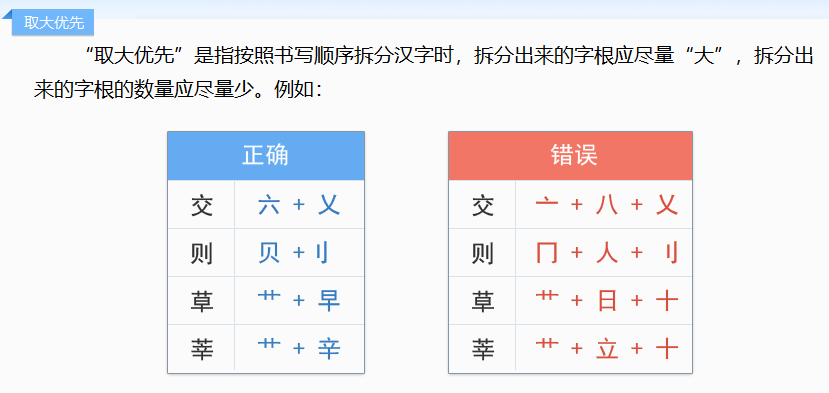 取大优先
“取大优先”是指按照书写顺序拆分汉字时，拆分出来的字根应尽量“大”，拆分出
来的字根的数量应尽量少。例如：
正确
交 六 + 乂
则 贝 + 刂
草 艹 + 早
莘 艹 + 辛
错误
交 亠 + 八 + 乂
则 冂 + 人 + 刂
草 艹 + 日 + 十
莘 艹 + 立 + 十